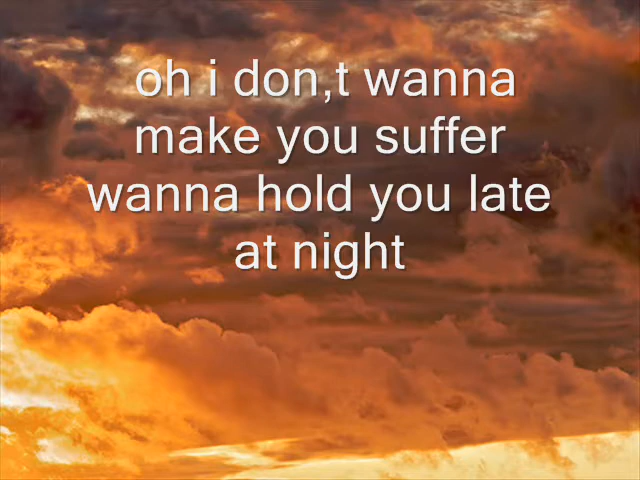 oh i don,t wanna
make you suffer
wanna hold you late
at night